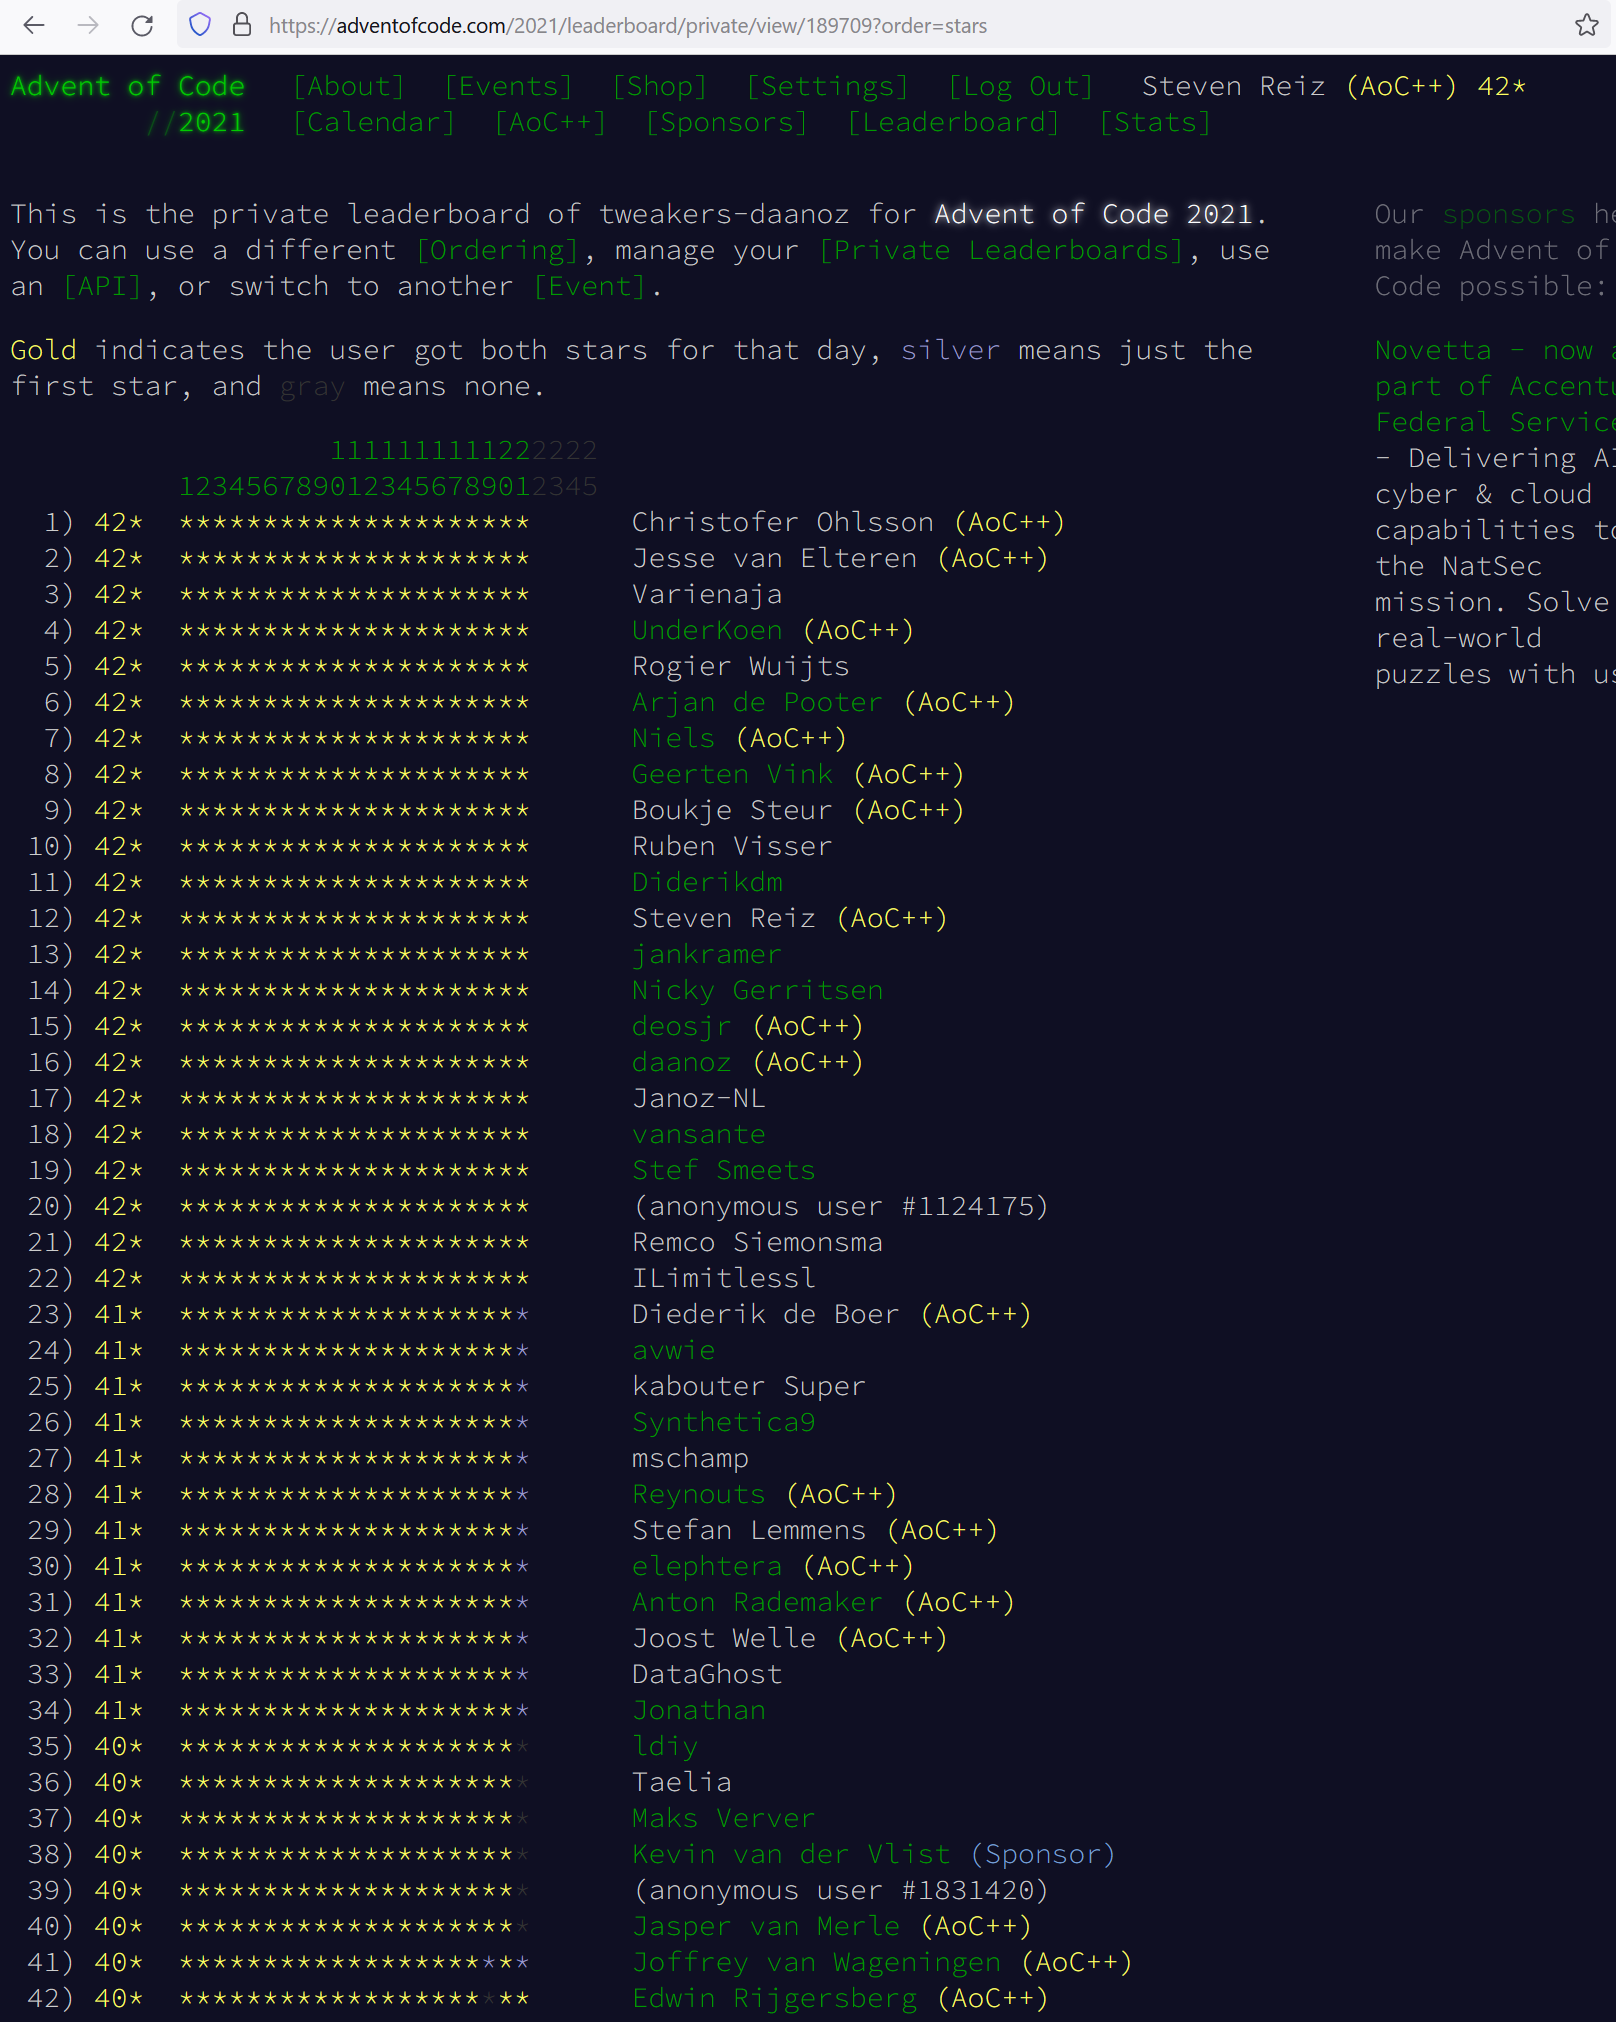 https://adventofcode.com/2021/leaderboard/private/view/189709?order=stars
Advent of Code [About] [Events] [Shop] [Settings] [Log Out] Steven Reiz (AoC++) 42*
//2021 [Calendar] [AoC++] [Sponsors] [Leaderboard] [Stats]
This is the private leaderboard of tweakers-daanoz for Advent of Code 2021.
You can use a different [Ordering], manage your [Private Leaderboards], use
an [API], or switch to another [Event].
Gold indicates the user got both stars for that day, silver means just the
first star, and gray means none.
1111111111222222
1234567890123456789012345
1) 42* ********************* Christofer Ohlsson (AoC++)
2) 42* ********************* Jesse van Elteren (AoC++)
3) 42* ********************* Varienaja
4) 42* ********************* UnderKoen (AoC++)
5) 42* ********************* Rogier Wuijts
6) 42* ********************* Arjan de Pooter (AoC++)
7) 42* ********************* Niels (AoC++)
8) 42* ********************* Geerten Vink (AoC++)
9) 42* ********************* Boukje Steur (AoC++)
10) 42* ********************* Ruben Visser
11) 42* ********************* Diderikdm
12) 42* ********************* Steven Reiz (AoC++)
13) 42* ********************* jankramer
14) 42* ********************* Nicky Gerritsen
15) 42* ********************* deosjr (AoC++)
16) 42* ********************* daanoz (AoC++)
17) 42* ********************* Janoz-NL
18) 42* ********************* vansante
19) 42* ********************* Stef Smeets
20) 42* ********************* (anonymous user #1124175)
21) 42* ********************* Remco Siemonsma
22) 42* ********************* ILimitlessl
23) 41* ********************* Diederik de Boer (AoC++)
24) 41* ********************* avwie
25) 41* ********************* kabouter Super
26) 41* ********************* Synthetica9
27) 41* ********************* mschamp
28) 41* ********************* Reynouts (AoC++)
29) 41* ********************* Stefan Lemmens (AoC++)
30) 41* ********************* elephtera (AoC++)
31) 41* ********************* Anton Rademaker (AoC++)
32) 41* ********************* Joost Welle (AoC++)
33) 41* ********************* DataGhost
34) 41* ********************* Jonathan
35) 40* ********************* ldiy
36) 40* ********************* Taelia
37) 40* ********************* Maks Verver
38) 40* ********************* Kevin van der Vlist (Sponsor)
39) 40* ********************* (anonymous user #1831420)
40) 40* ********************* Jasper van Merle (AoC++)
41) 40* ********************* Joffrey van Wageningen (AoC++)
42) 40* ********************* Edwin Rijgersberg (AoC++)
Our sponsors he
make Advent of
Code possible:
Novetta - now a
part of Accentu
Federal Service
- Delivering AI
cyber & cloud
capabilities to
the NatSec
mission. Solve
real-world
puzzles with us